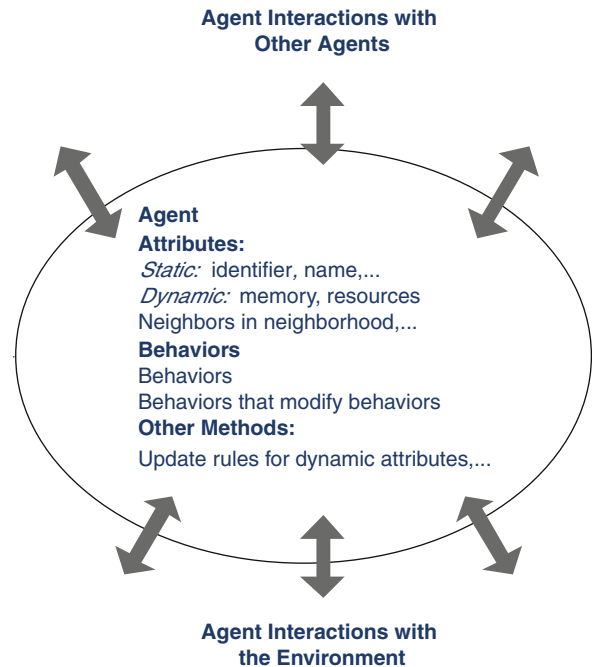 Agent Interactions with
Other Agents
Agent
Attributes:
Static: identifier, name,...
Dynamic: memory, resources
Neighbors in neighborhood,...
Behaviors
Behaviors
Behaviors that modify behaviors
Other Methods:
Update rules for dynamic attributes,...
Agent Interactions with
the Environment